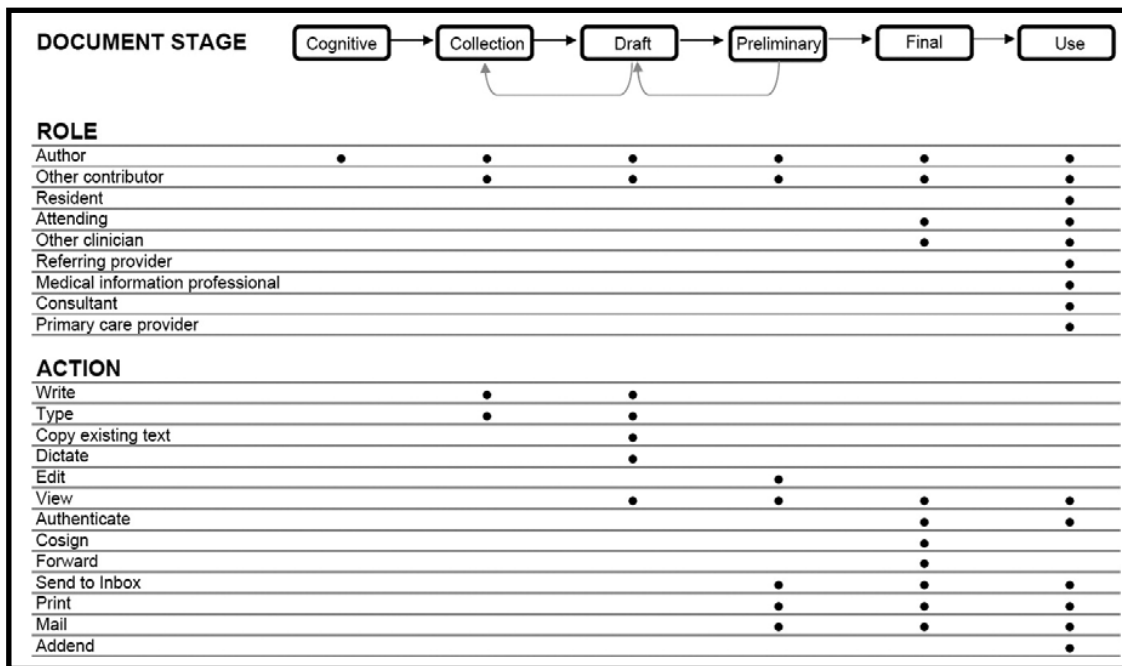 DOCUMENT STAGE Cognitive Collection Draft Preliminary Final Use
ROLE
Author
Other contributor
Resident
Attending
Other clinician
Referring provider
Medical information professional
Consultant
Primary care provider
ACTION
Write
Type
Copy existing text
Dictate
Edit
View
Authenticate
Cosign
Forward
Send to Inbox
Print
Mail
Addend